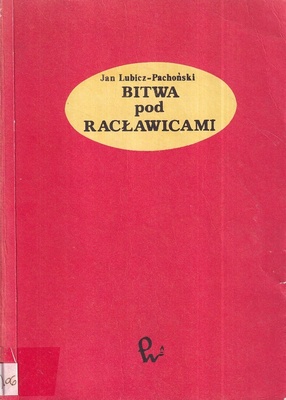 Jan Lubicz-Pachoński
BITWA
pod
RACŁAWICAMI